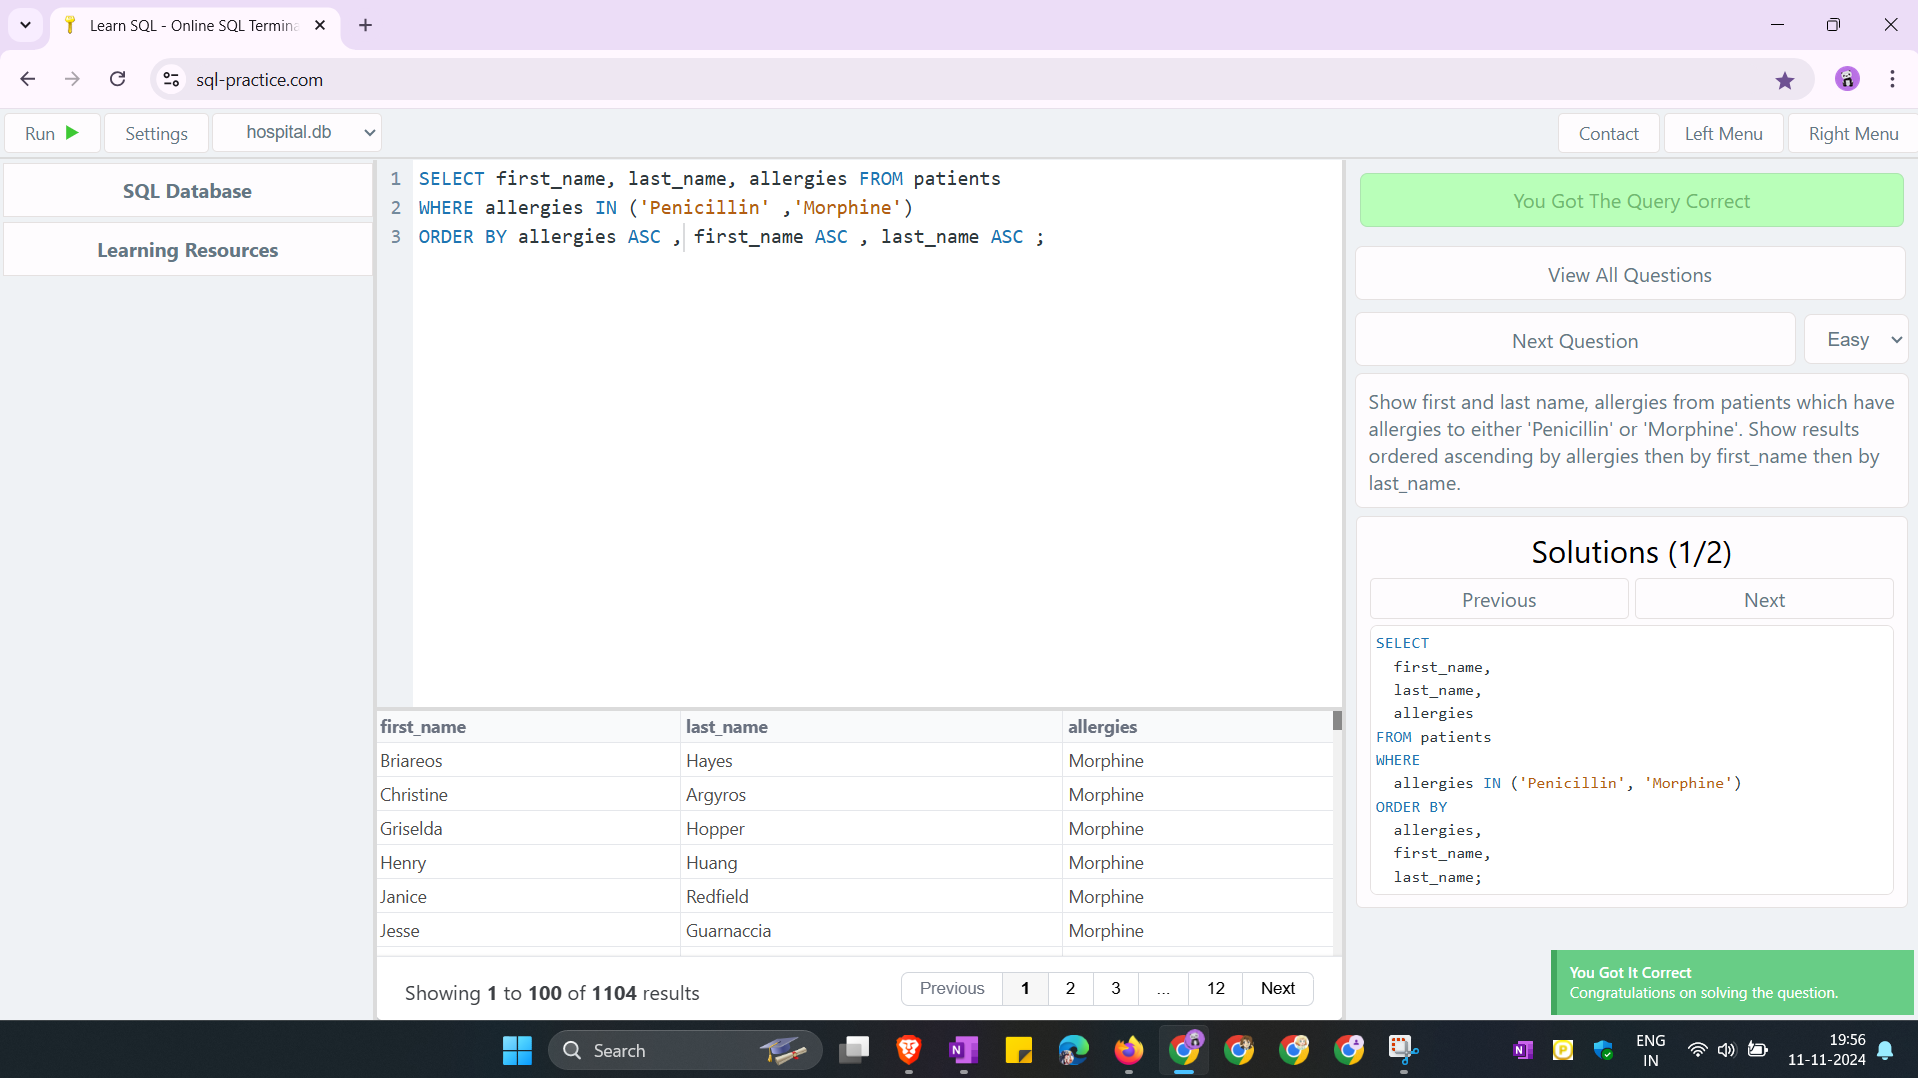 Learn SQL - Online SQL Termina
sql-practice.com
Run
Settings
hospital.db
Contact
Left Menu
Right Menu
SQL Database
Learning Resources
1 SELECT first_name, last_name, allergies FROM patients
2 WHERE allergies IN ('Penicillin' ,'Morphine')
3 ORDER BY allergies ASC , first_name ASC , last_name ASC ;
You Got The Query Correct
View All Questions
Next Question
Easy
Show first and last name, allergies from patients which have
allergies to either 'Penicillin' or 'Morphine'. Show results
ordered ascending by allergies then by first_name then by
last_name.
Solutions (1/2)
Previous
Next
SELECT
first_name,
last_name,
allergies
FROM patients
WHERE
allergies IN ('Penicillin', 'Morphine')
ORDER BY
allergies,
first_name,
last_name;
first_name last_name allergies
Briareos Hayes Morphine
Christine Argyros Morphine
Griselda Hopper Morphine
Henry Huang Morphine
Janice Redfield Morphine
Jesse Guarnaccia Morphine
Showing 1 to 100 of 1104 results
Previous 1 2 3 ... 12 Next
You Got It Correct
Congratulations on solving the question.
Search
ENG
IN
19:56
11-11-2024